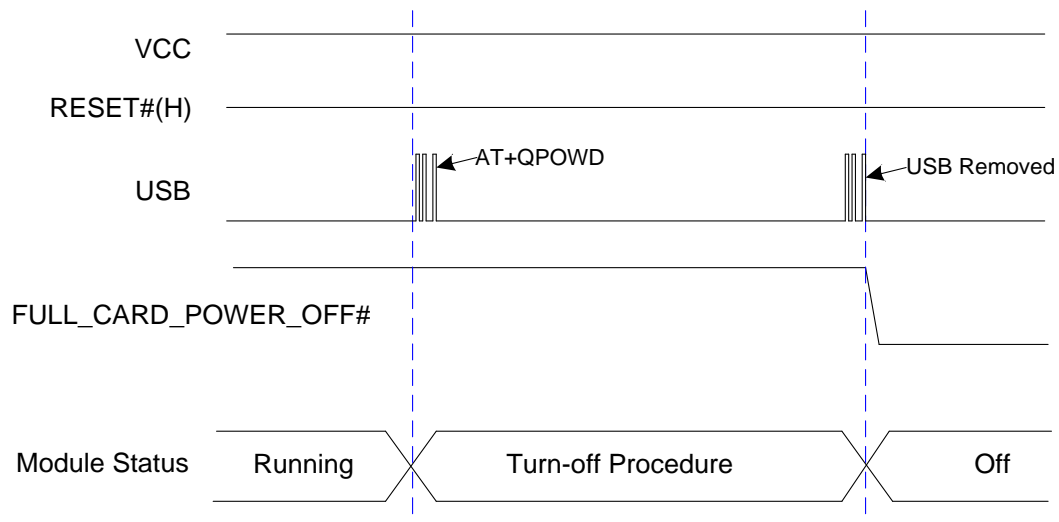 VCC
RESET#(H)
USB
AT+QPOWD
USB Removed
FULL_CARD_POWER_OFF#
Module Status
Running
Turn-off Procedure
Off